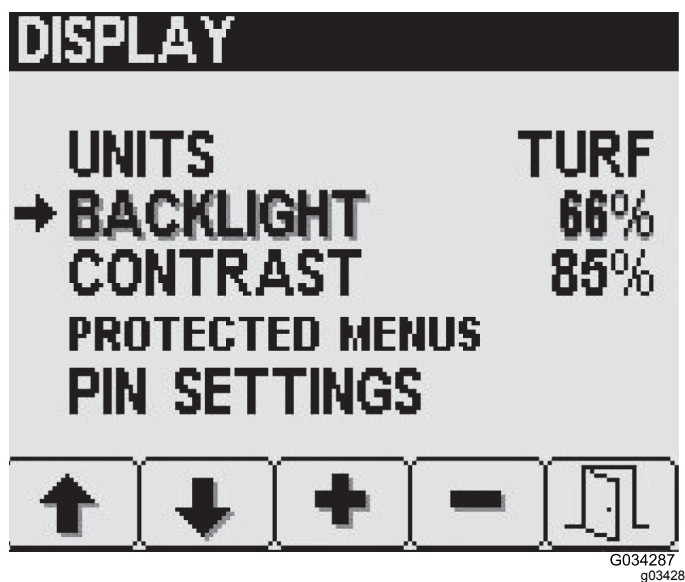 DISPLAY
UNITS TURF
BACKLIGHT 66%
CONTRAST 85%
PROTECTED MENUS
PIN SETTINGS
G034287
g03428